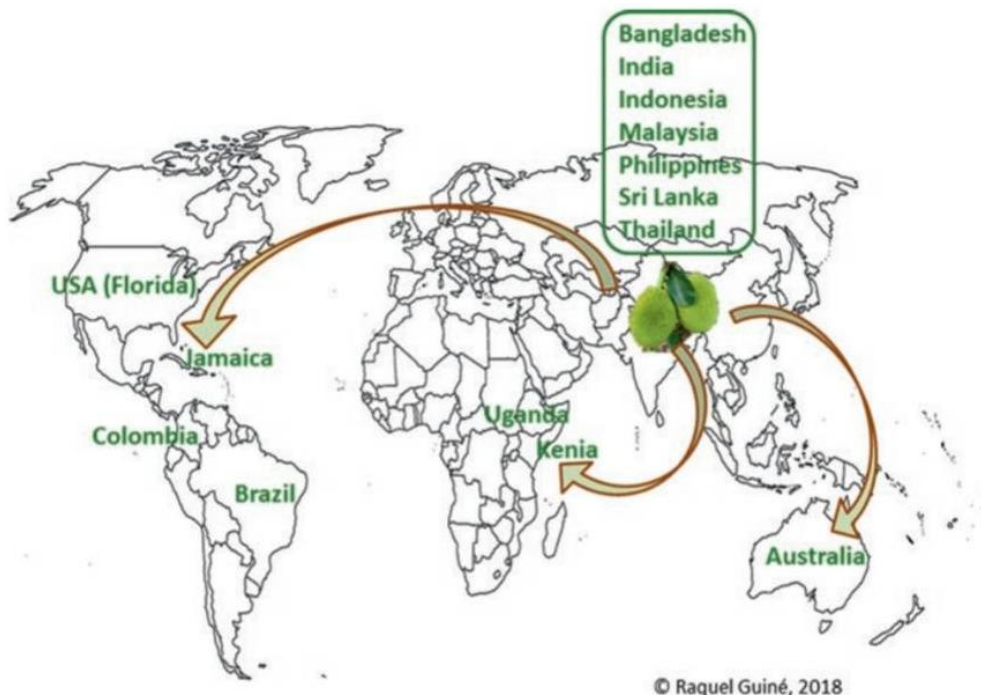 Bangladesh
India
Indonesia
Malaysia
Philippines
Sri Lanka
Thailand
USA (Florida)
Jamaica
Colombia
Brazil
Uganda
Kenia
Australia
© Raquel Guiné, 2018